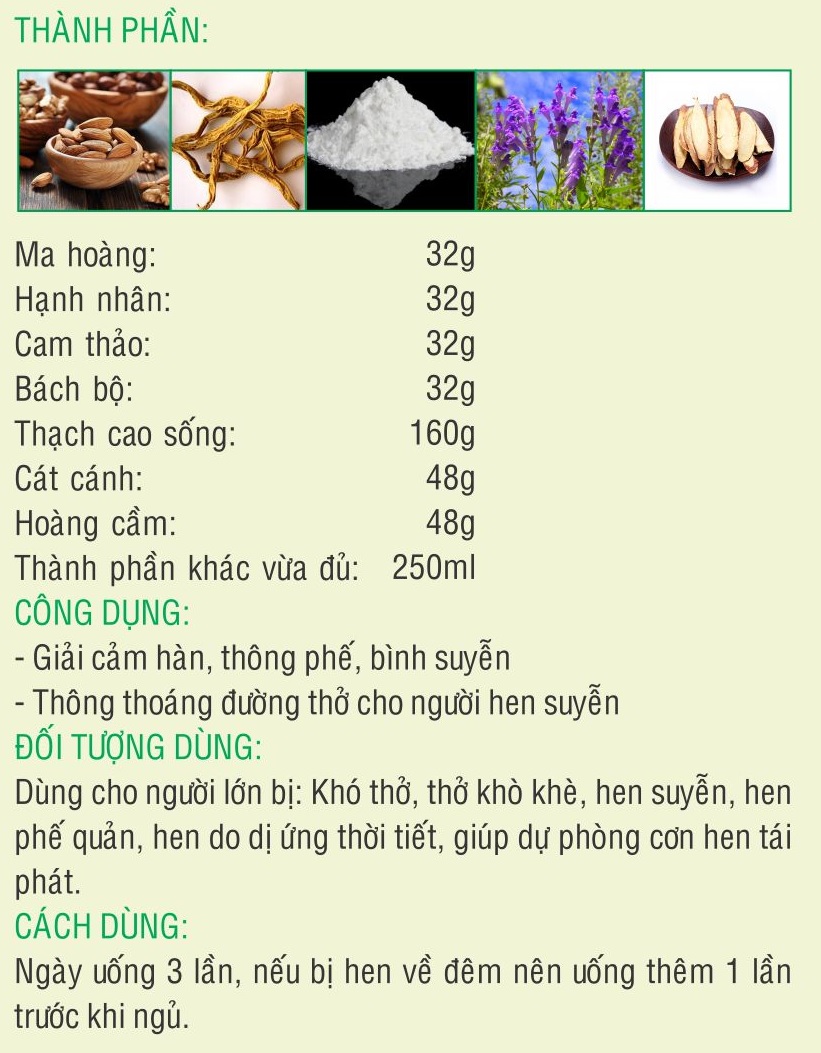 THÀNH PHẦN:
Ma hoàng: 32g
Hạnh nhân: 32g
Cam thảo: 32g
Bách bộ: 32g
Thạch cao sống: 160g
Cát cánh: 48g
Hoàng cầm: 48g
Thành phần khác vừa đủ: 250ml
CÔNG DỤNG:
- Giải cảm hàn, thông phế, bình suyễn
- Thông thoáng đường thở cho người hen suyễn
ĐỐI TƯỢNG DÙNG:
Dùng cho người lớn bị: Khó thở, thở khò khè, hen suyễn, hen
phế quản, hen do dị ứng thời tiết, giúp dự phòng cơn hen tái
phát.
CÁCH DÙNG:
Ngày uống 3 lần, nếu bị hen về đêm nên uống thêm 1 lần
trước khi ngủ.